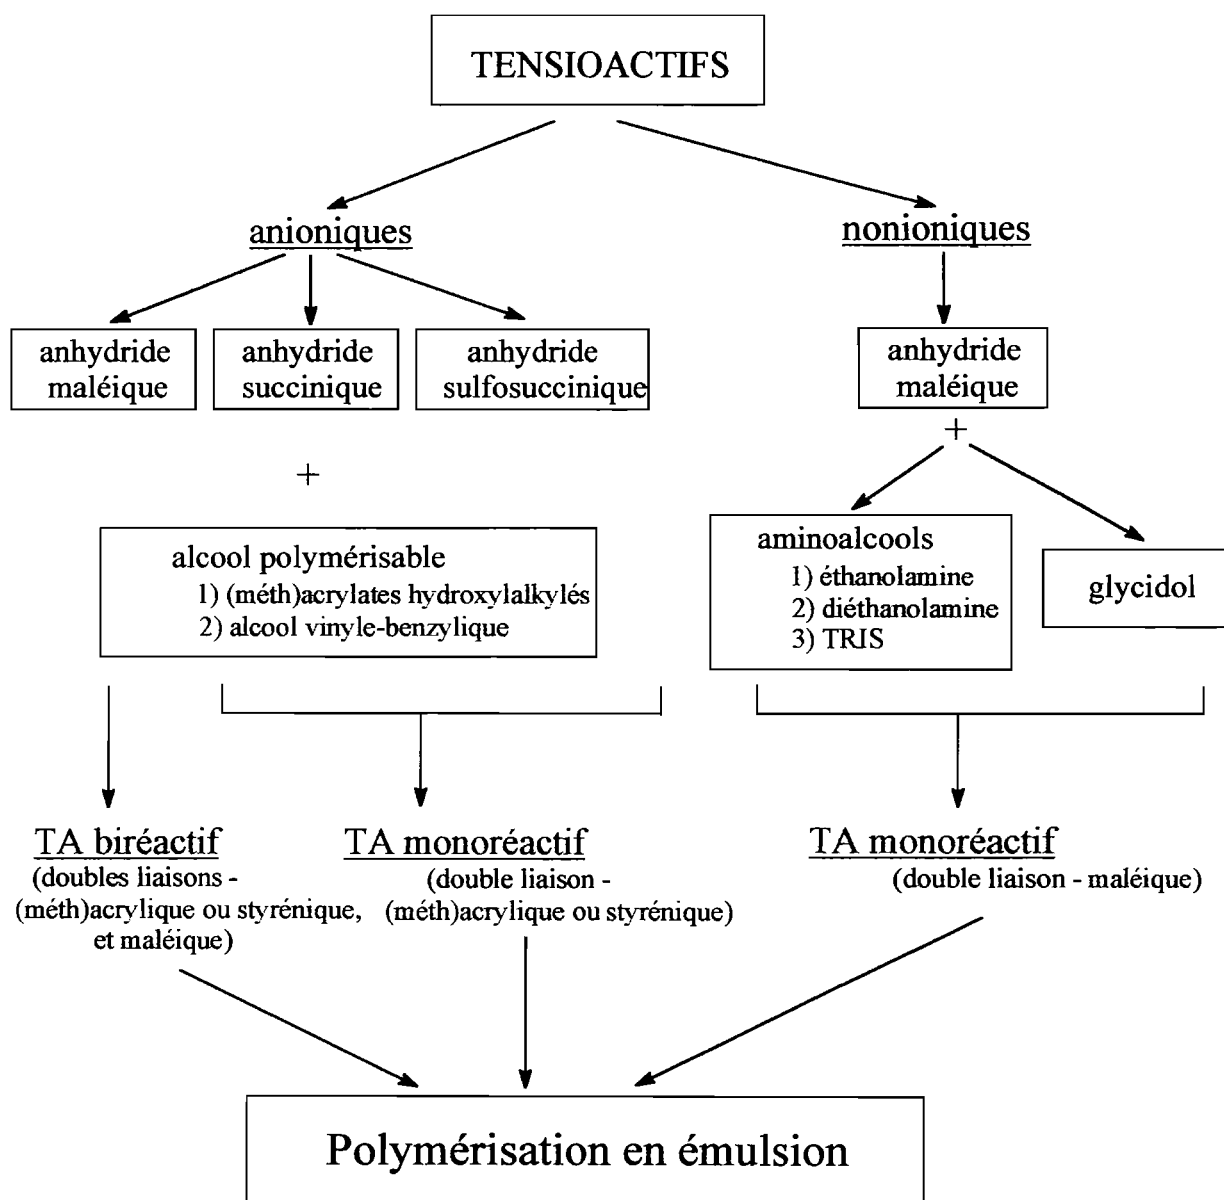 TENSIOACTIFS
anioniques
nonioniques
anhydride
maléique
anhydride
succinique
anhydride
sulfosuccinique
anhydride
maléique
+
+
alcool polymérisable
1) (méth)acrylates hydroxylalkylés
2) alcool vinyle-benzylique
aminoalcools
1) éthanolamine
2) diéthanolamine
3) TRIS
glycidol
TA biréactif
(doubles liaisons -
(méth)acrylique ou styrénique,
et maléique)
TA monoréactif
(double liaison -
(méth)acrylique ou styrénique)
TA monoréactif
(double liaison - maléique)
Polymérisation en émulsion